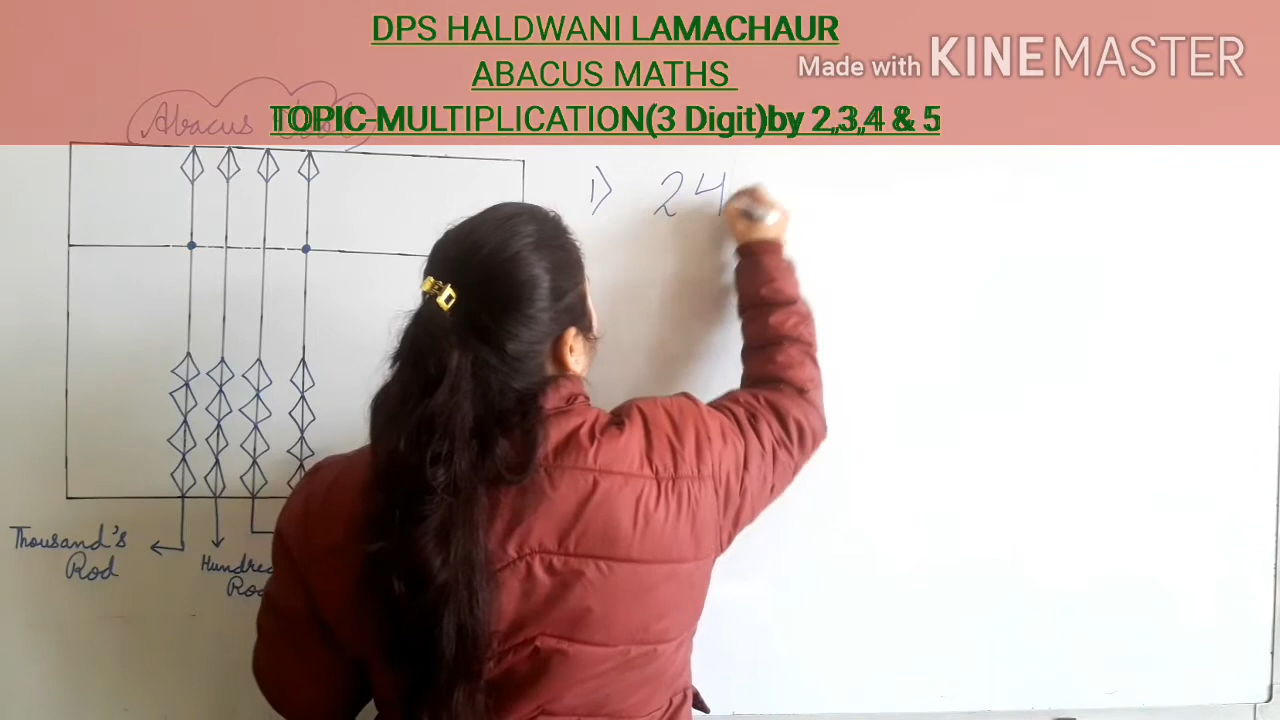 DPS HALDWANI LAMACHAUR
ABACUS MATHS
Made with KINEMASTER
TOPIC-MULTIPLICATION(3 Digit)by 2,3,4 & 5
Abacus Tool
1) 24
Thousand's
Rod